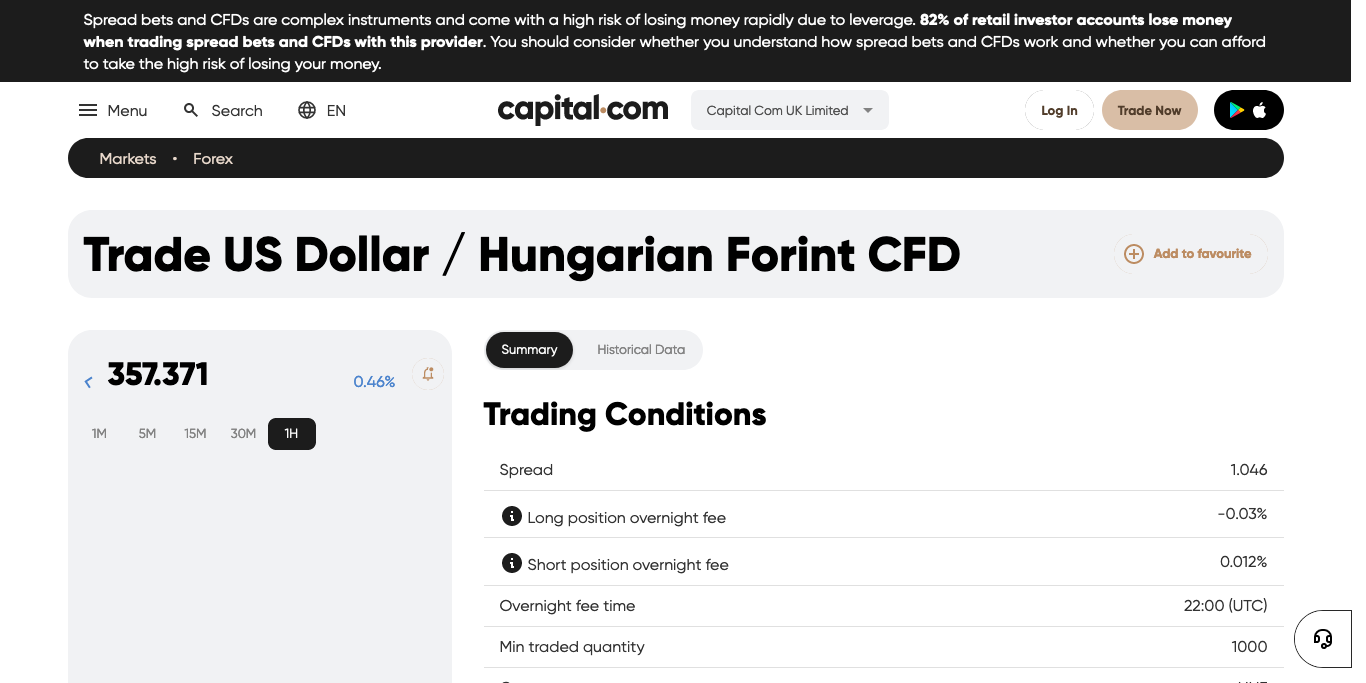 Spread bets and CFDs are complex instruments and come with a high risk of losing money rapidly due to leverage. 82% of retail investor accounts lose money
when trading spread bets and CFDs with this provider. You should consider whether you understand how spread bets and CFDs work and whether you can afford
to take the high risk of losing your money.
Menu Search EN capital.com Capital Com UK Limited Log In Trade Now
Markets • Forex
Trade US Dollar / Hungarian Forint CFD Add to favourite
357.371 0.46%
1M 5M 15M 30M 1H
Summary Historical Data
Trading Conditions
Spread 1.046
Long position overnight fee -0.03%
Short position overnight fee 0.012%
Overnight fee time 22:00 (UTC)
Min traded quantity 1000